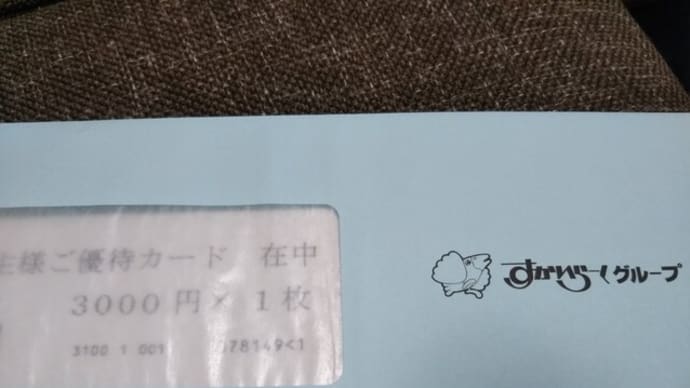 主様ご優待カード 在中
3000円×1枚
3100 1 001 078149<1
すかいらーくグループ